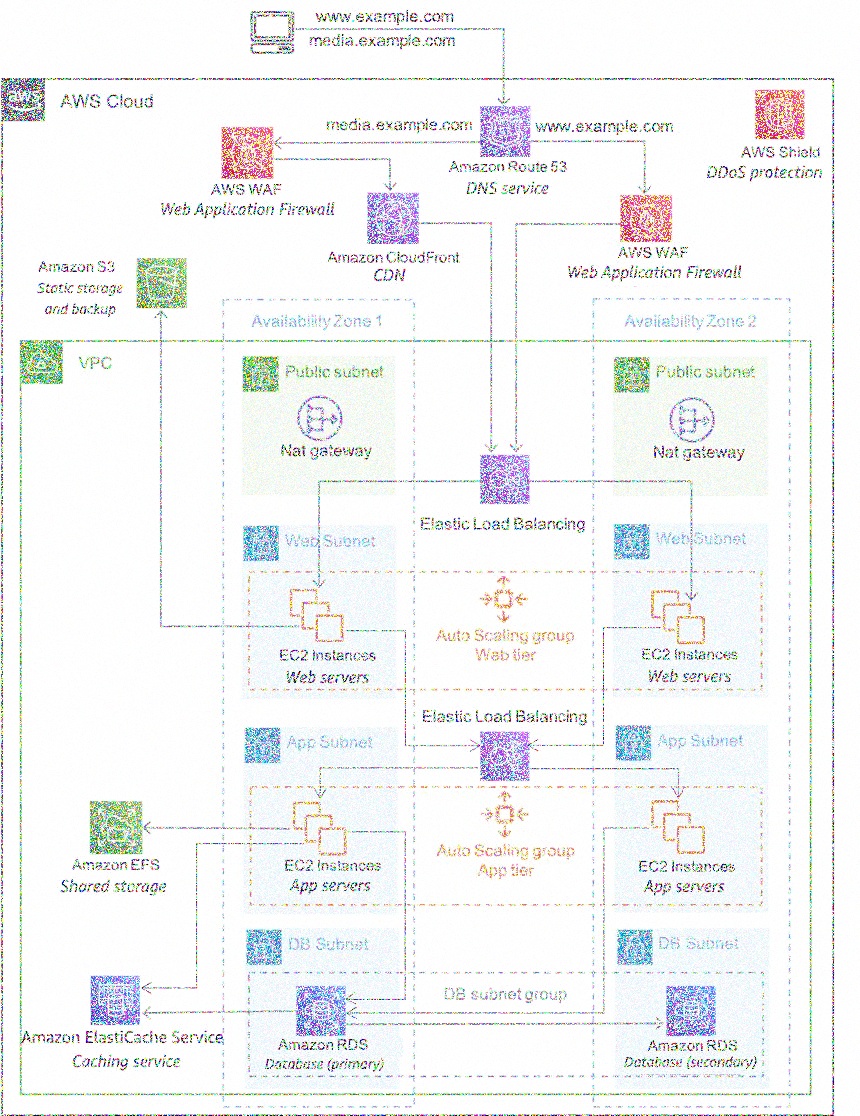 www.example.com
media.example.com
aws
AWS Cloud
media.example.com
www.example.com
Amazon Route 53
DNS service
AWS Shield
DDoS protection
AWS WAF
Web Application Firewall
Amazon CloudFront
CDN
AWS WAF
Web Application Firewall
Amazon S3
Static storage
and backup
Availability Zone 1
Availability Zone 2
VPC
Public subnet
Public subnet
Nat gateway
Nat gateway
Elastic Load Balancing
Web Subnet
Web Subnet
Auto Scaling group
Web tier
EC2 Instances
Web servers
EC2 Instances
Web servers
Elastic Load Balancing
App Subnet
App Subnet
Auto Scaling group
App tier
EC2 Instances
App servers
EC2 Instances
App servers
Amazon EFS
Shared storage
DB Subnet
DB Subnet
DB subnet group
Amazon ElastiCache Service
Caching service
Amazon RDS
Database (primary)
Amazon RDS
Database (secondary)